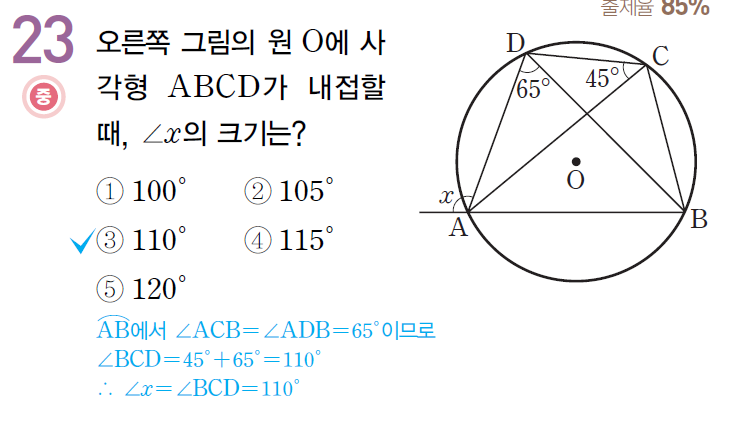 출제율 85%
23
중
오른쪽 그림의 원 O에 사
각형 ABCD가 내접할
때, ∠x의 크기는?
① 100° ② 105°
③ 110° ④ 115°
⑤ 120°
AB에서 ∠ACB=∠ADB=65°이므로
∠BCD=45°+65°=110°
∴ ∠x=∠BCD=110°
D
C
65°
45°
O
x
A
B